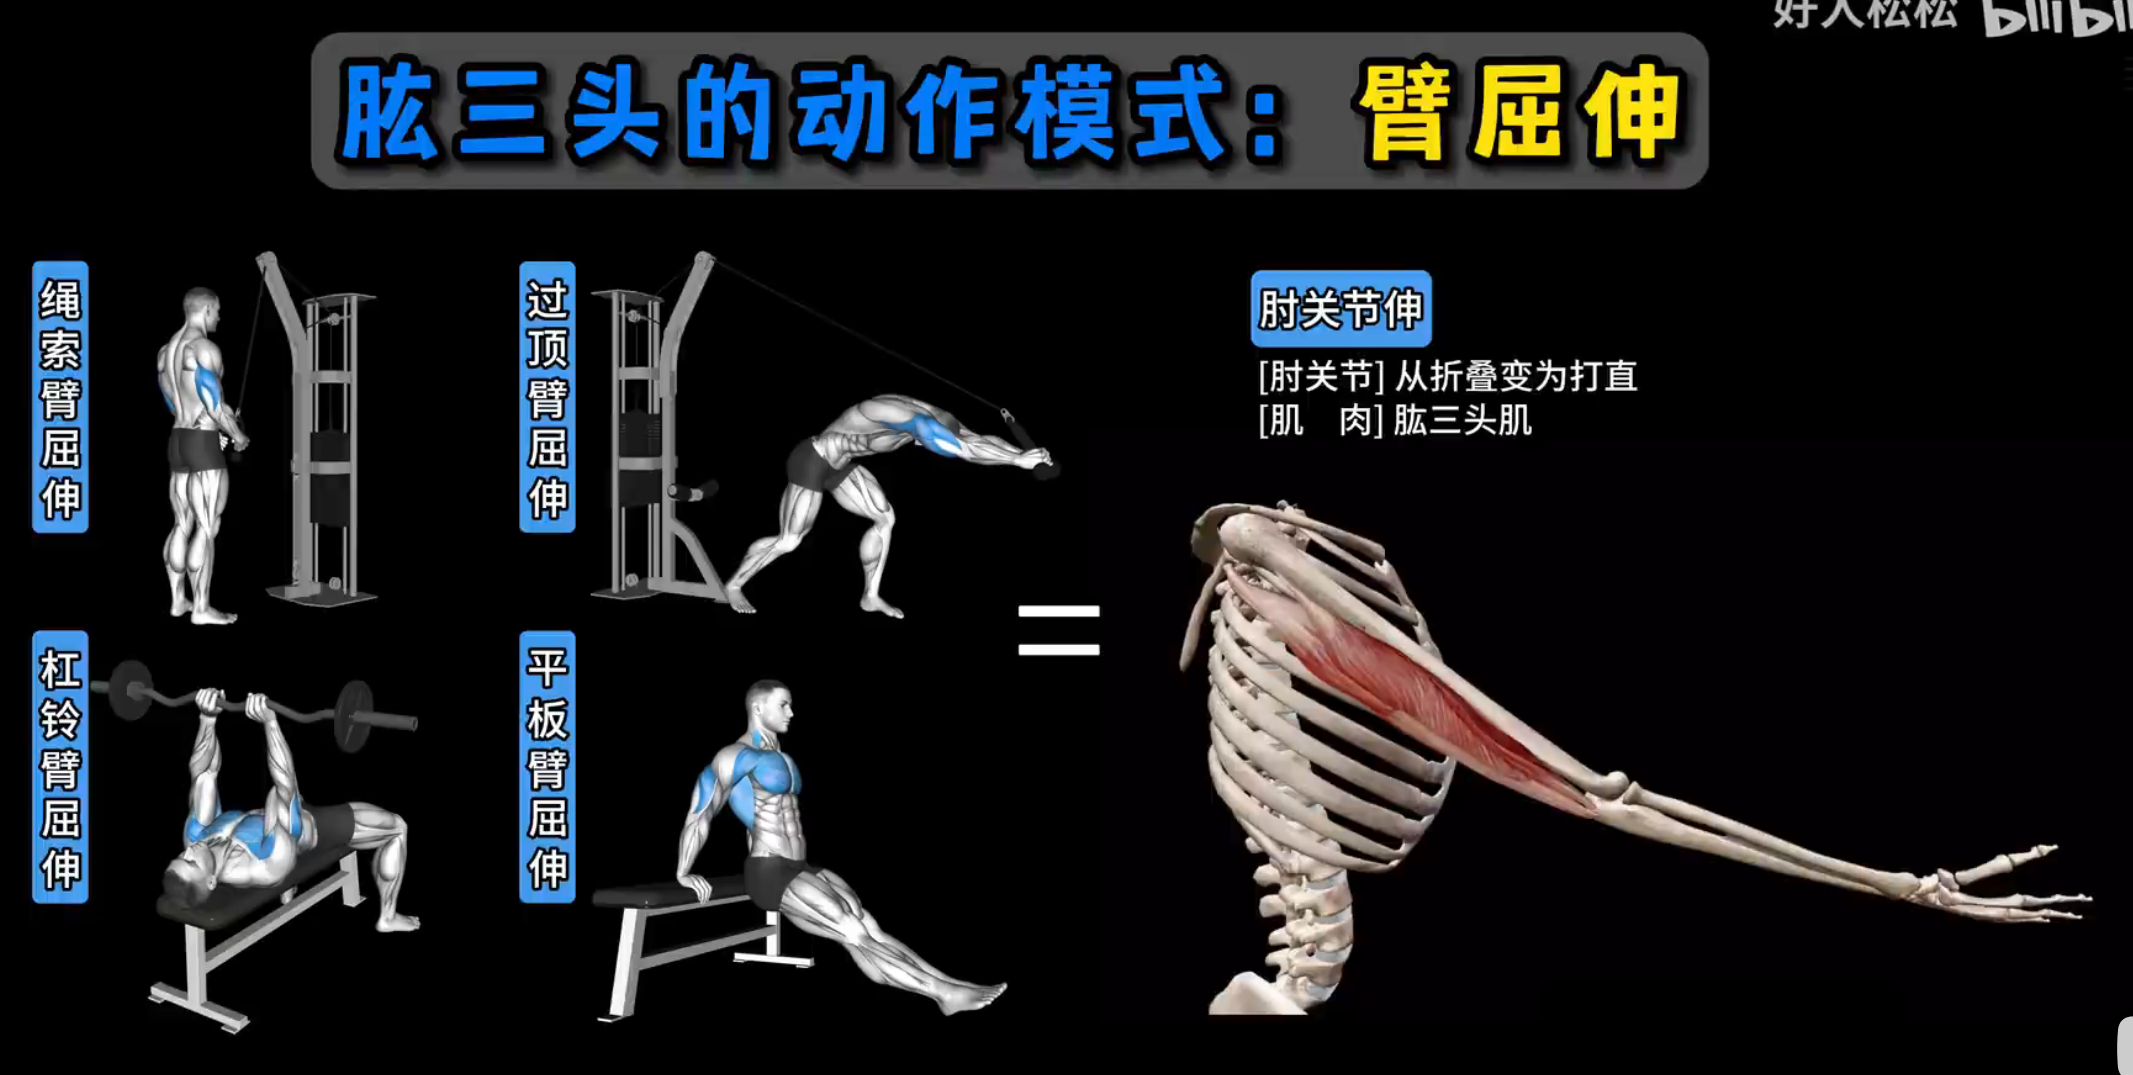 好人松松 bilibili
肱三头的动作模式：臂屈伸
绳索臂屈伸
过顶臂屈伸
肘关节伸
[肘关节] 从折叠变为打直
[肌　肉] 肱三头肌
杠铃臂屈伸
平板臂屈伸